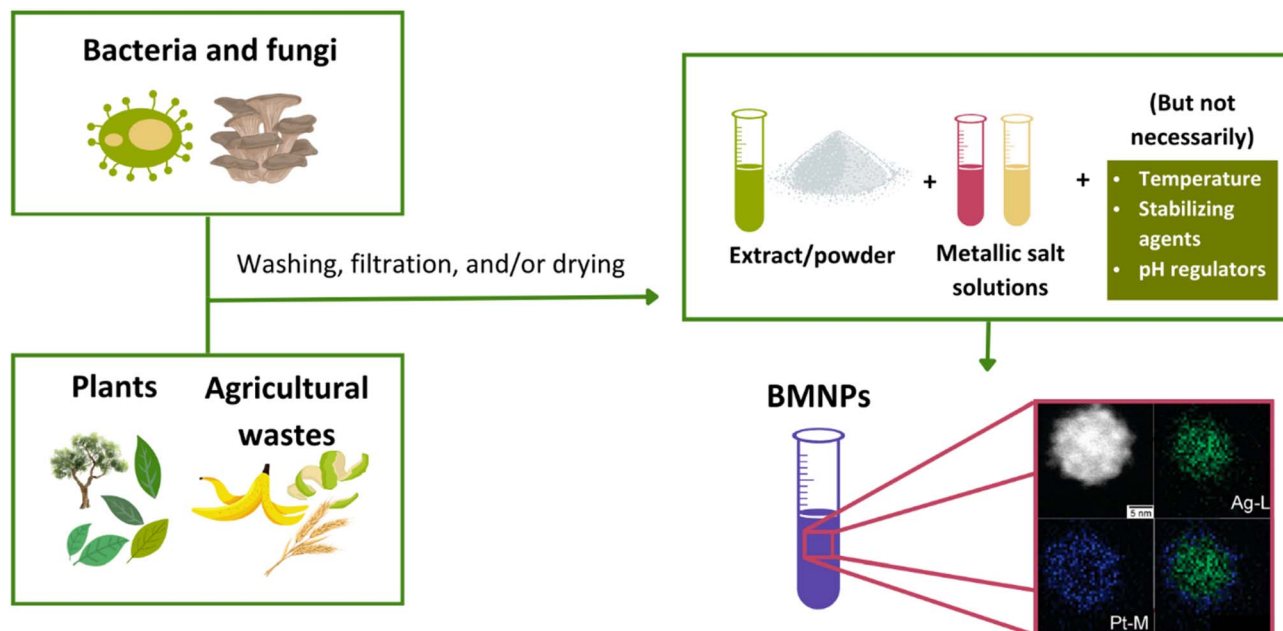 Bacteria and fungi
Washing, filtration, and/or drying
Plants
Agricultural
wastes
Extract/powder
+
Metallic salt
solutions
+
(But not
necessarily)
• Temperature
• Stabilizing
agents
• pH regulators
BMNPs
5 nm
Ag-L
Pt-M